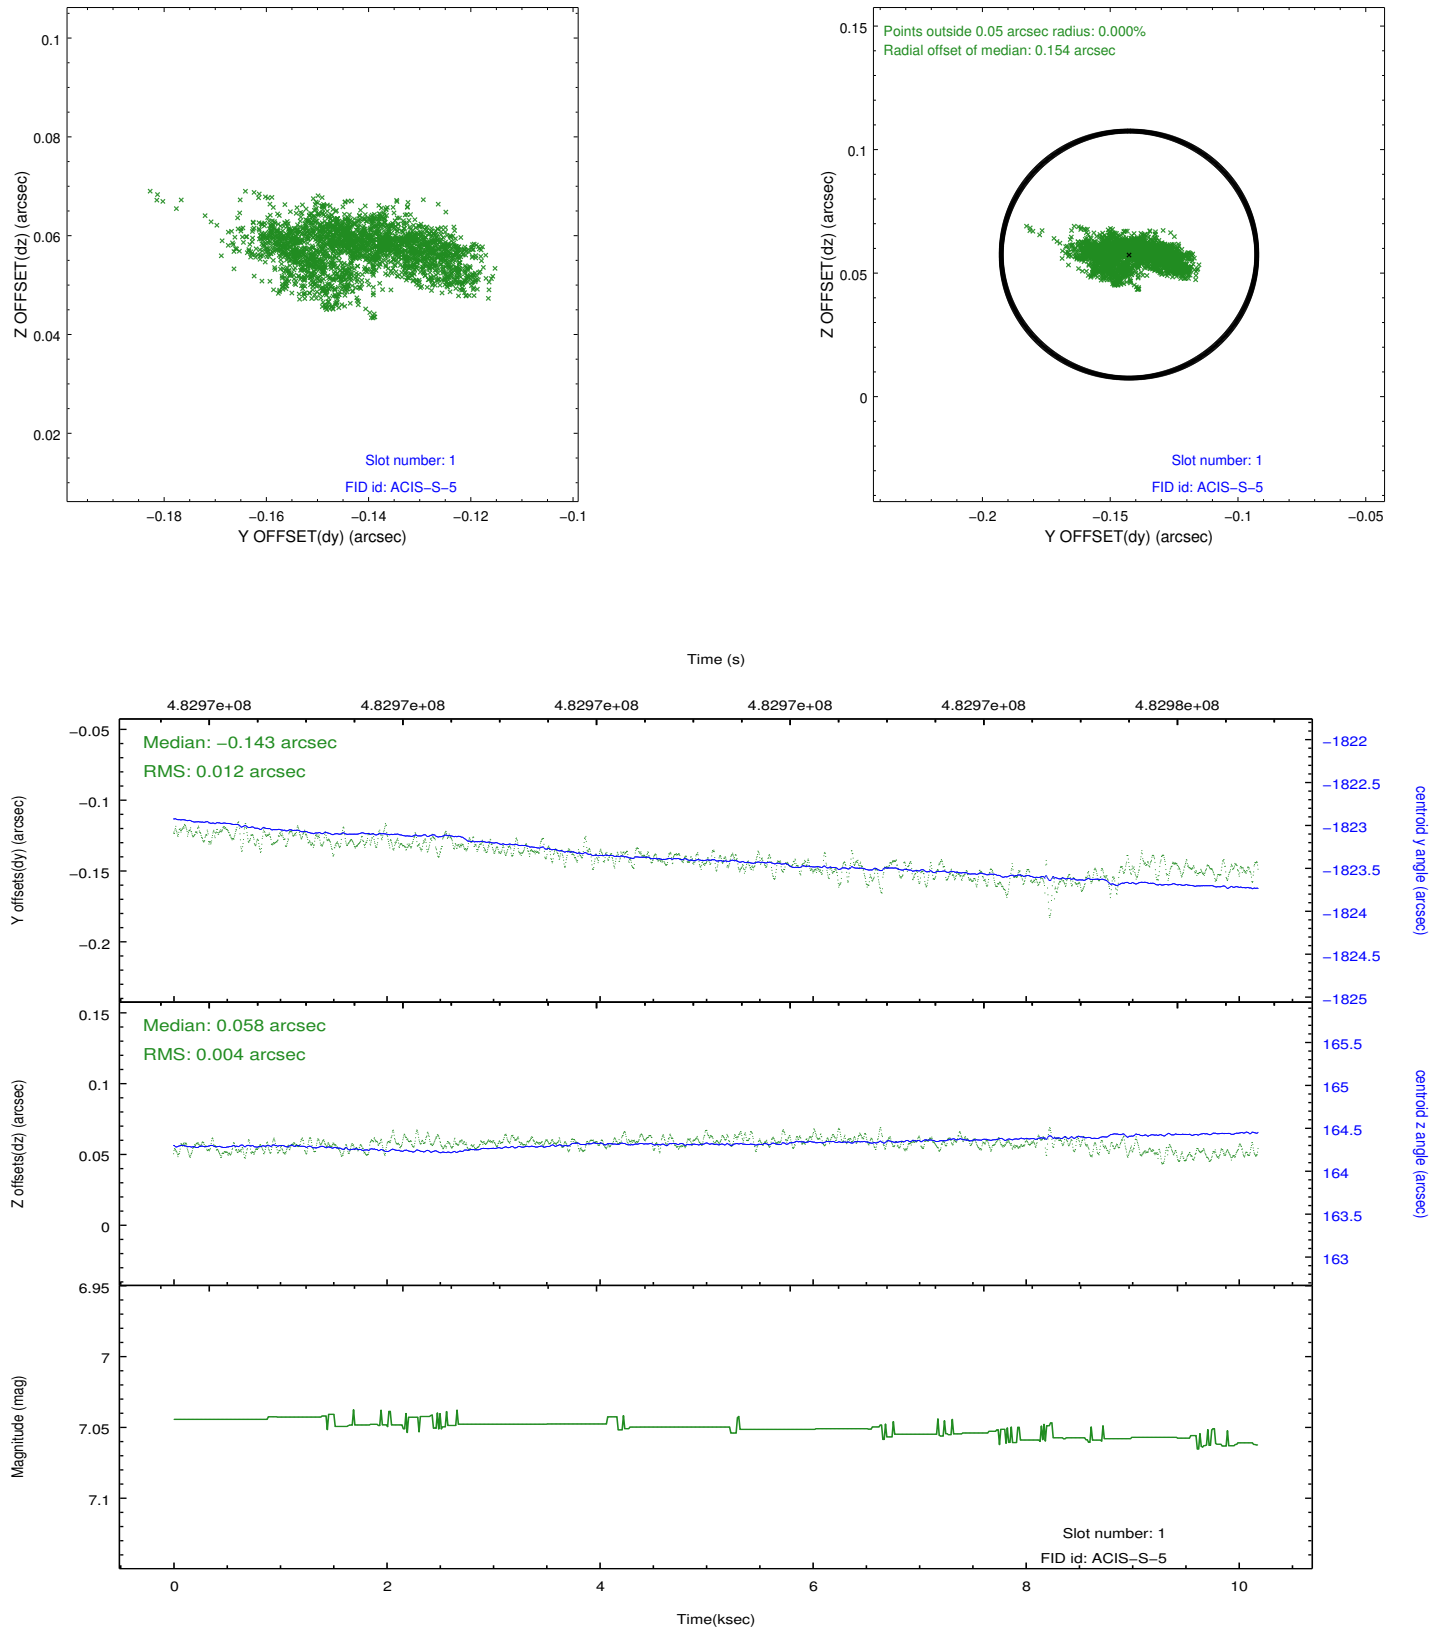 0.1
0.08
0.06
0.04
0.02
Z OFFSET(dz) (arcsec)
−0.18 −0.16 −0.14 −0.12 −0.1
Y OFFSET(dy) (arcsec)
Slot number: 1
FID id: ACIS−S−5
Points outside 0.05 arcsec radius: 0.000%
Radial offset of median: 0.154 arcsec
0.15
0.1
0.05
0
Z OFFSET(dz) (arcsec)
Slot number: 1
FID id: ACIS−S−5
−0.2 −0.15 −0.1 −0.05
Y OFFSET(dy) (arcsec)
Time (s)
4.8297e+08 4.8297e+08 4.8297e+08 4.8297e+08 4.8297e+08 4.8298e+08
Median: −0.143 arcsec
RMS: 0.012 arcsec
−0.05
−0.1
−0.15
−0.2
Y offsets(dy) (arcsec)
−1822
−1822.5
−1823
−1823.5
−1824
−1824.5
−1825
centroid y angle (arcsec)
Median: 0.058 arcsec
RMS: 0.004 arcsec
0.15
0.1
0.05
0
Z offsets(dz) (arcsec)
165.5
165
164.5
164
163.5
163
centroid z angle (arcsec)
6.95
7
7.05
7.1
Magnitude (mag)
Slot number: 1
FID id: ACIS−S−5
0 2 4 6 8 10
Time(ksec)